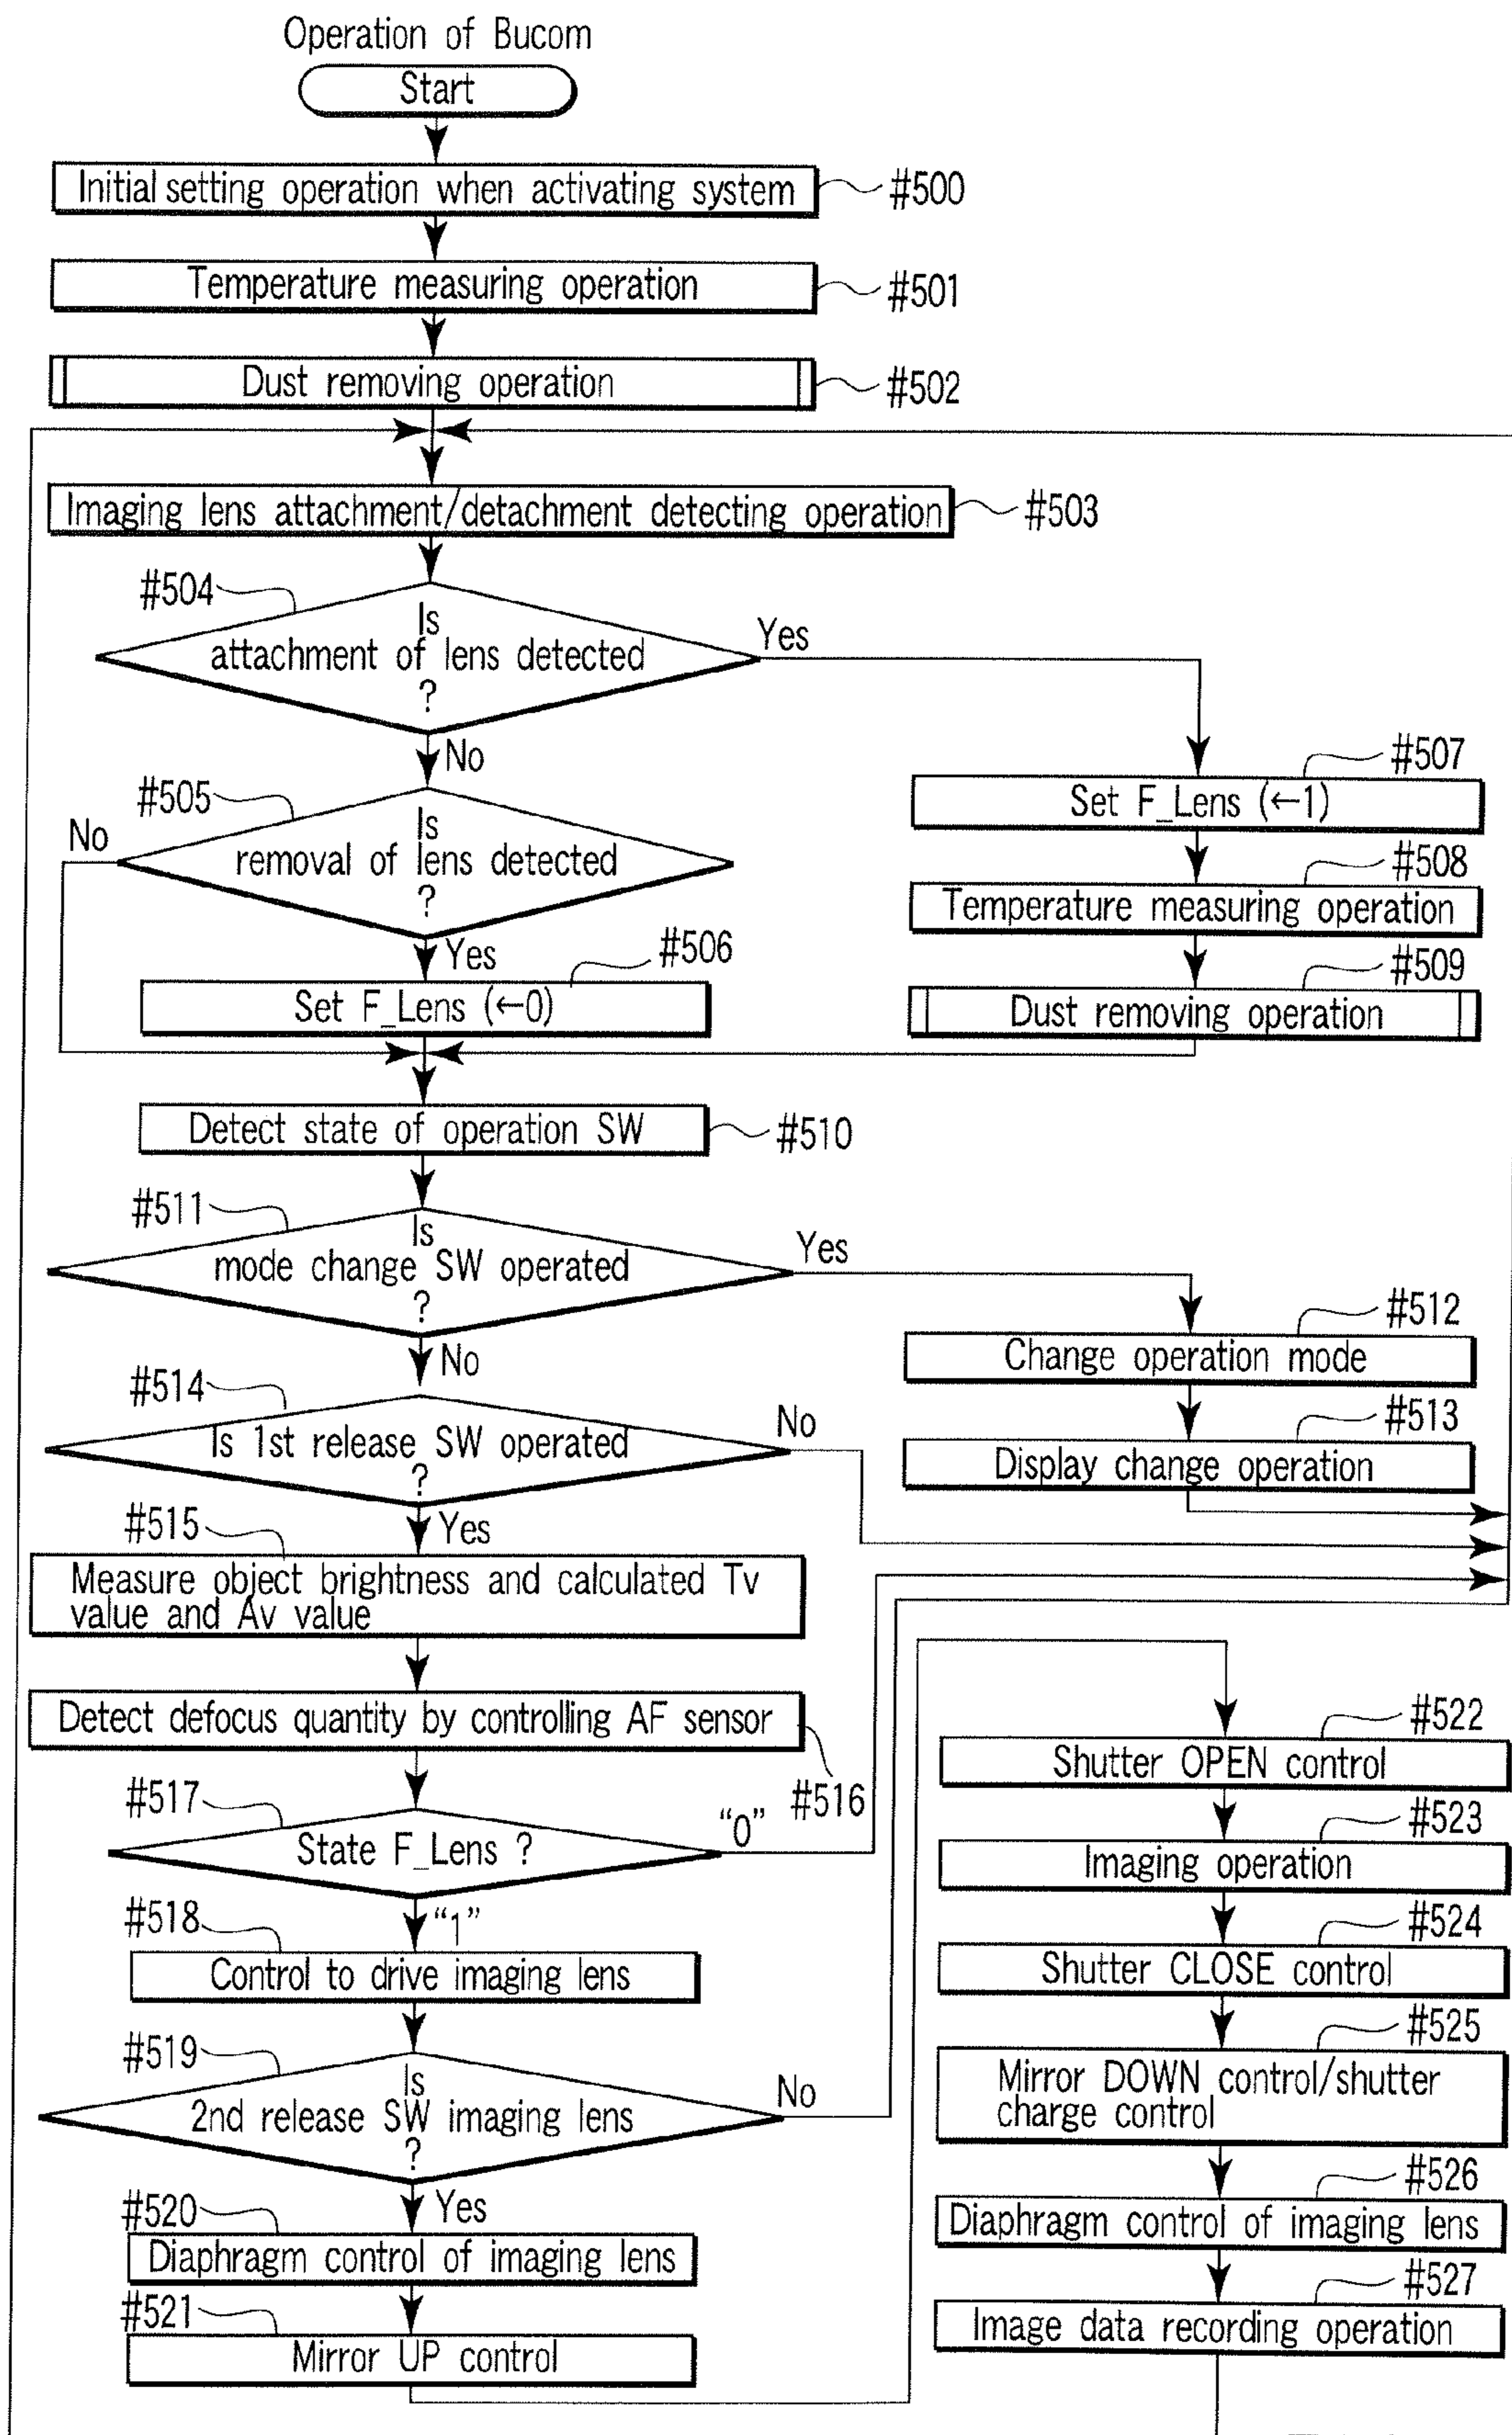 Operation of Bucom
Start
Initial setting operation when activating system
#500
Temperature measuring operation
#501
Dust removing operation
#502
Imaging lens attachment/detachment detecting operation
#503
#504
Is
attachment of lens detected
?
Yes
No
#505
Is
removal of lens detected
?
No
Yes
#506
Set F_Lens (←0)
#507
Set F_Lens (←1)
#508
Temperature measuring operation
#509
Dust removing operation
Detect state of operation SW
#510
#511
Is
mode change SW operated
?
Yes
No
#512
Change operation mode
#513
Display change operation
#514
Is 1st release SW operated
?
No
Yes
#515
Measure object brightness and calculated Tv
value and Av value
Detect defocus quantity by controlling AF sensor
#516
#517
State F_Lens ?
"0"
"1"
#518
Control to drive imaging lens
#519
Is
2nd release SW imaging lens
?
No
Yes
#520
Diaphragm control of imaging lens
#521
Mirror UP control
#522
Shutter OPEN control
#523
Imaging operation
#524
Shutter CLOSE control
#525
Mirror DOWN control/shutter
charge control
#526
Diaphragm control of imaging lens
#527
Image data recording operation